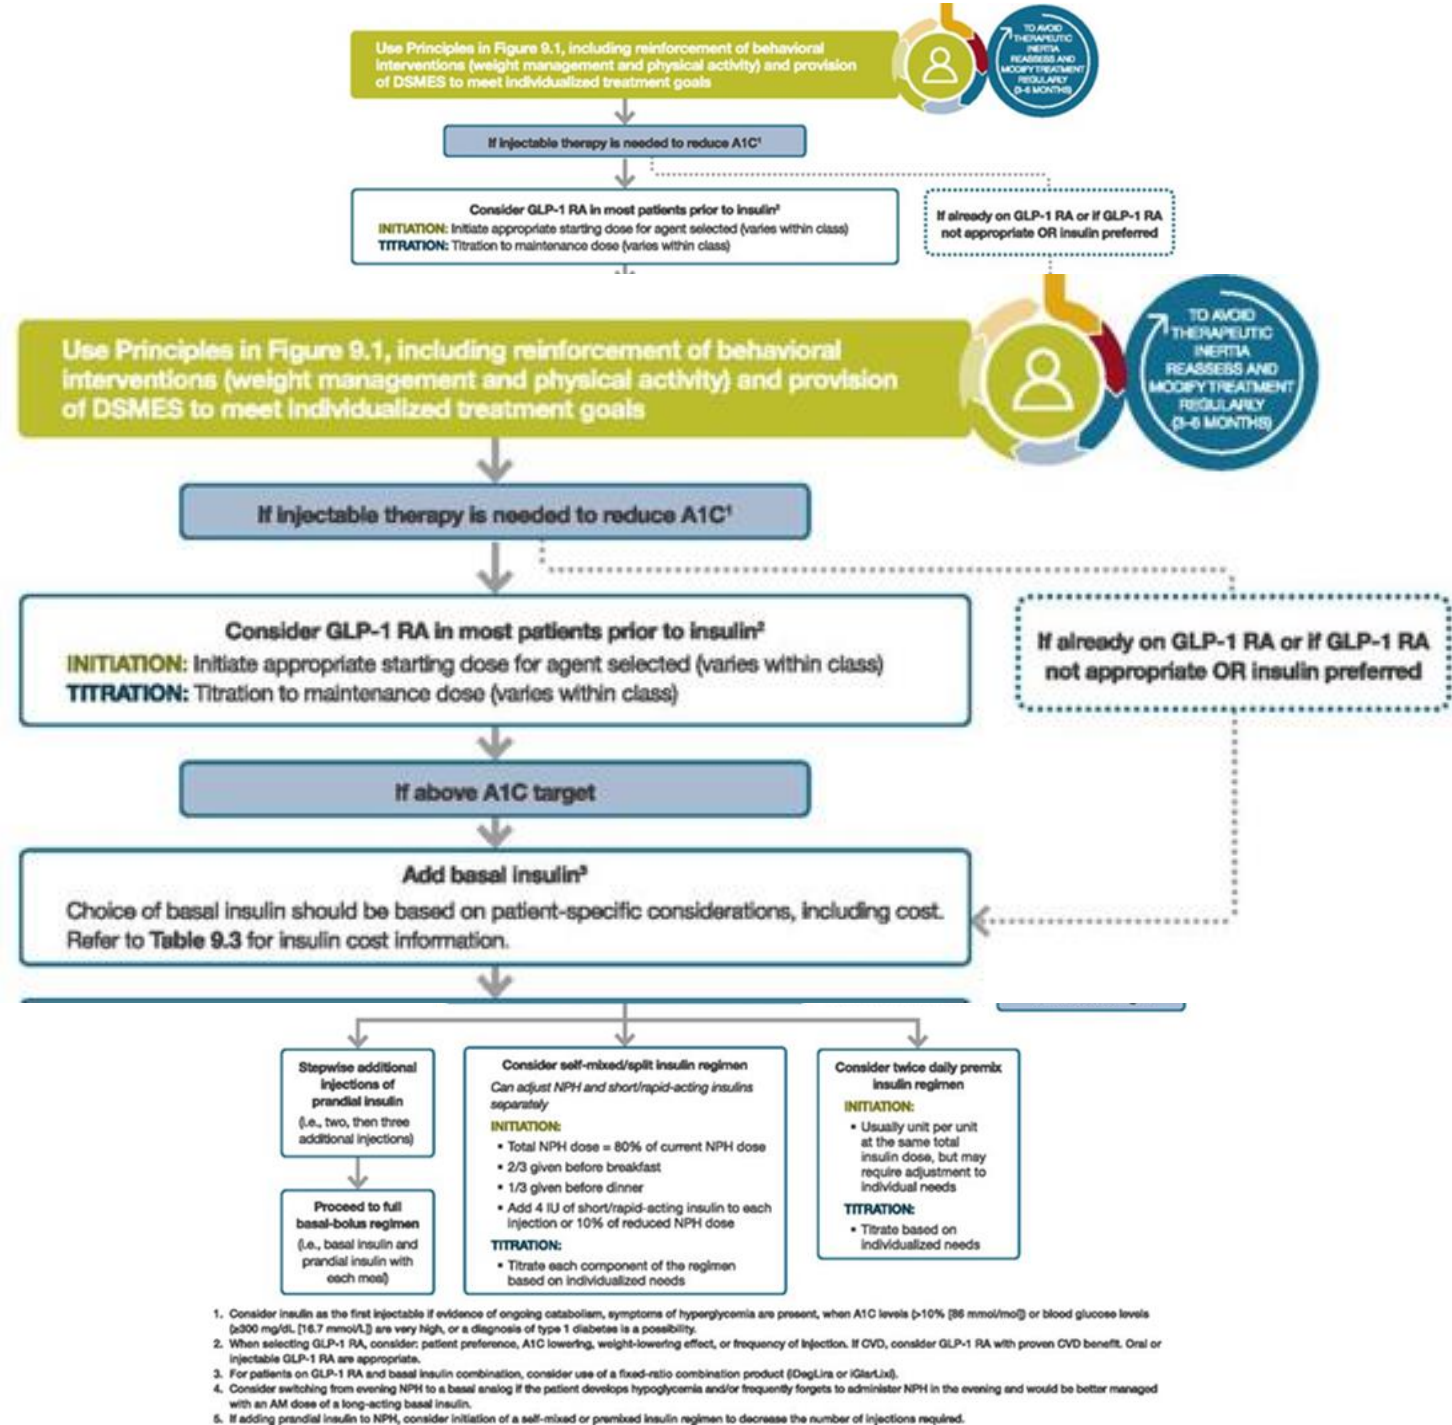 Use Principles in Figure 9.1, including reinforcement of behavioral
interventions (weight management and physical activity) and provision
of DSMES to meet individualized treatment goals
TO AVOID
THERAPEUTIC
INERTIA
REASSESS AND
MODIFY TREATMENT
REGULARLY
(3-6 MONTHS)
If injectable therapy is needed to reduce A1C¹
Consider GLP-1 RA in most patients prior to insulin²
INITIATION: Initiate appropriate starting dose for agent selected (varies within class)
TITRATION: Titration to maintenance dose (varies within class)
If already on GLP-1 RA or if GLP-1 RA
not appropriate OR insulin preferred
Use Principles in Figure 9.1, including reinforcement of behavioral
interventions (weight management and physical activity) and provision
of DSMES to meet individualized treatment goals
TO AVOID
THERAPEUTIC
INERTIA
REASSESS AND
MODIFY TREATMENT
REGULARLY
(3-6 MONTHS)
If injectable therapy is needed to reduce A1C¹
Consider GLP-1 RA in most patients prior to insulin²
INITIATION: Initiate appropriate starting dose for agent selected (varies within class)
TITRATION: Titration to maintenance dose (varies within class)
If already on GLP-1 RA or if GLP-1 RA
not appropriate OR insulin preferred
If above A1C target
Add basal insulin³
Choice of basal insulin should be based on patient-specific considerations, including cost.
Refer to Table 9.3 for insulin cost information.
Stepwise additional
injections of
prandial insulin
(i.e., two, then three
additional injections)
Proceed to full
basal-bolus regimen
(i.e., basal insulin and
prandial insulin with
each meal)
Consider self-mixed/split insulin regimen
Can adjust NPH and short/rapid-acting insulins
separately
INITIATION:
▪ Total NPH dose = 80% of current NPH dose
▪ 2/3 given before breakfast
▪ 1/3 given before dinner
▪ Add 4 IU of short/rapid-acting insulin to each
injection or 10% of reduced NPH dose
TITRATION:
▪ Titrate each component of the regimen
based on individualized needs
Consider twice daily premix
insulin regimen
INITIATION:
▪ Usually unit per unit
at the same total
insulin dose, but may
require adjustment to
individual needs
TITRATION:
▪ Titrate based on
individualized needs
1. Consider insulin as the first injectable if evidence of ongoing catabolism, symptoms of hyperglycemia are present, when A1C levels (>10% [86 mmol/mol]) or blood glucose levels
(≥300 mg/dL [16.7 mmol/L]) are very high, or a diagnosis of type 1 diabetes is a possibility.
2. When selecting GLP-1 RA, consider: patient preference, A1C lowering, weight-lowering effect, or frequency of injection. If CVD, consider GLP-1 RA with proven CVD benefit. Oral or
injectable GLP-1 RA are appropriate.
3. For patients on GLP-1 RA and basal insulin combination, consider use of a fixed-ratio combination product (iDegLira or iGlarLixi).
4. Consider switching from evening NPH to a basal analog if the patient develops hypoglycemia and/or frequently forgets to administer NPH in the evening and would be better managed
with an AM dose of a long-acting basal insulin.
5. If adding prandial insulin to NPH, consider initiation of a self-mixed or premixed insulin regimen to decrease the number of injections required.